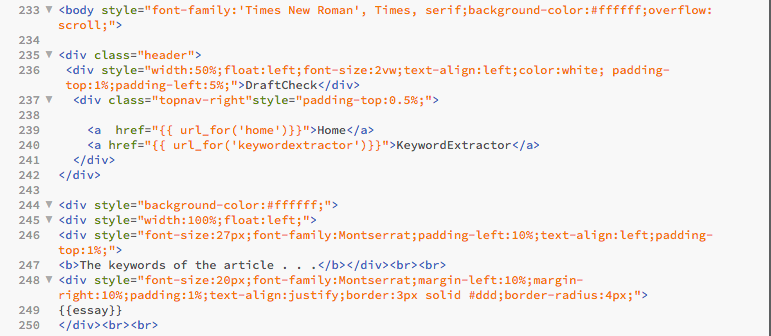 233 <body style="font-family:'Times New Roman', Times, serif;background-color:#ffffff;overflow:
scroll;">
234
235 <div class="header">
236 <div style="width:50%;float:left;font-size:2vw;text-align:left;color:white; padding-
top:1%;padding-left:5%;">DraftCheck</div>
237 <div class="topnav-right"style="padding-top:0.5%;">
238
239 <a  href="{{ url_for('home')}}">Home</a>
240 <a href="{{ url_for('keywordextractor')}}">KeywordExtractor</a>
241 </div>
242 </div>
243
244 <div style="background-color:#ffffff;">
245 <div style="width:100%;float:left;">
246 <div style="font-size:27px;font-family:Montserrat;padding-left:10%;text-align:left;padding-
top:1%;">
247 <b>The keywords of the article . . .</b></div><br><br>
248 <div style="font-size:20px;font-family:Montserrat;margin-left:10%;margin-
right:10%;padding:1%;text-align:justify;border:3px solid #ddd;border-radius:4px;">
249 {{essay}}
250 </div><br><br>